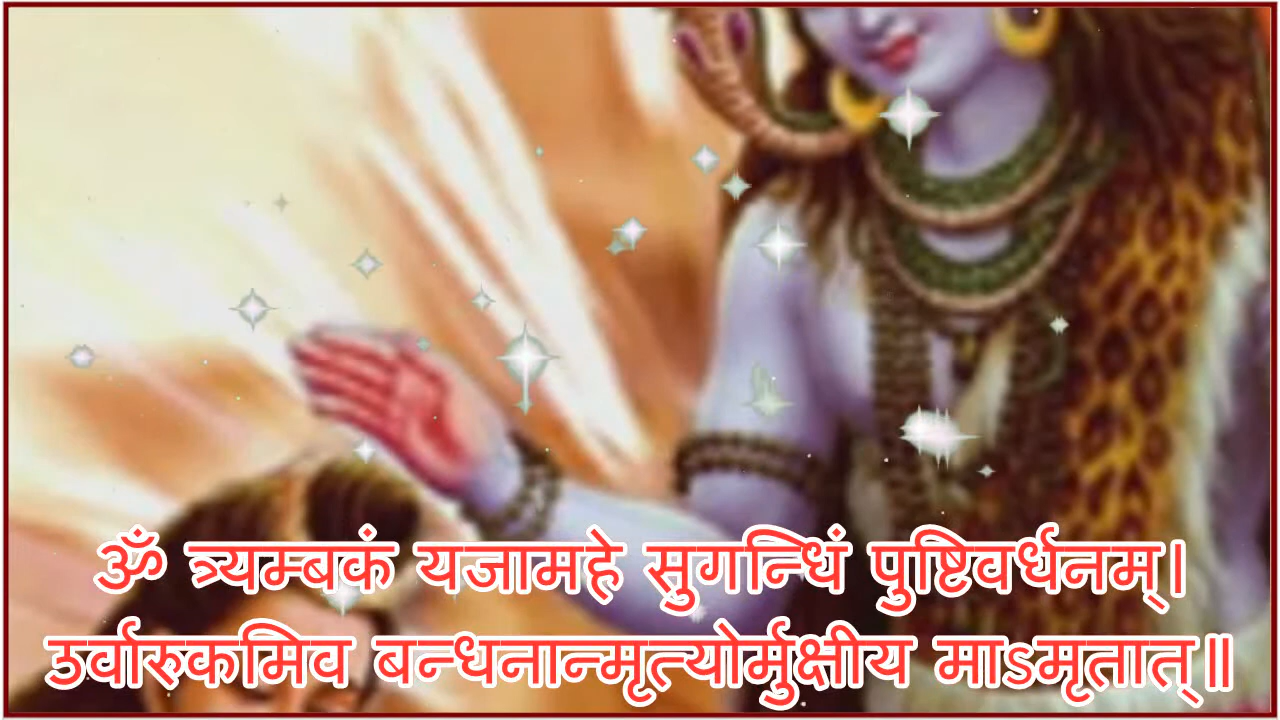 ॐ त्र्यम्बकं यजामहे सुगन्धिं पुष्टिवर्धनम्।
उर्वारुकमिव बन्धनान्मृत्योर्मुक्षीय माऽमृतात्॥